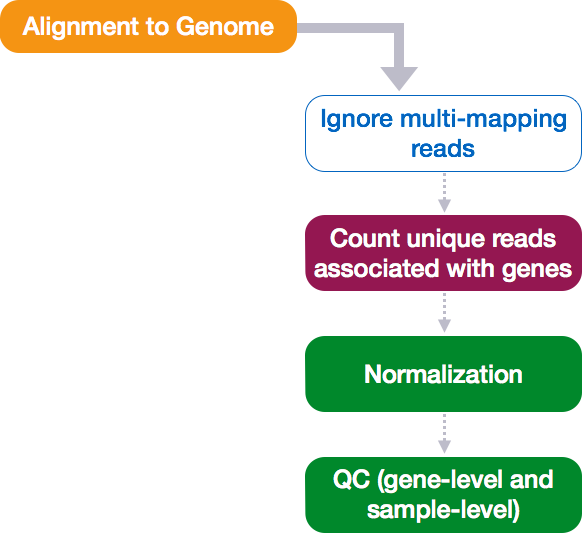 Alignment to Genome
Ignore multi-mapping
reads
Count unique reads
associated with genes
Normalization
QC (gene-level and
sample-level)